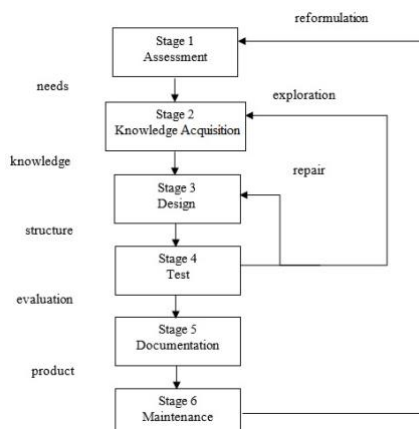 reformulation
Stage 1
Assessment
needs
exploration
Stage 2
Knowledge Acquisition
knowledge
repair
Stage 3
Design
structure
Stage 4
Test
evaluation
Stage 5
Documentation
product
Stage 6
Maintenance